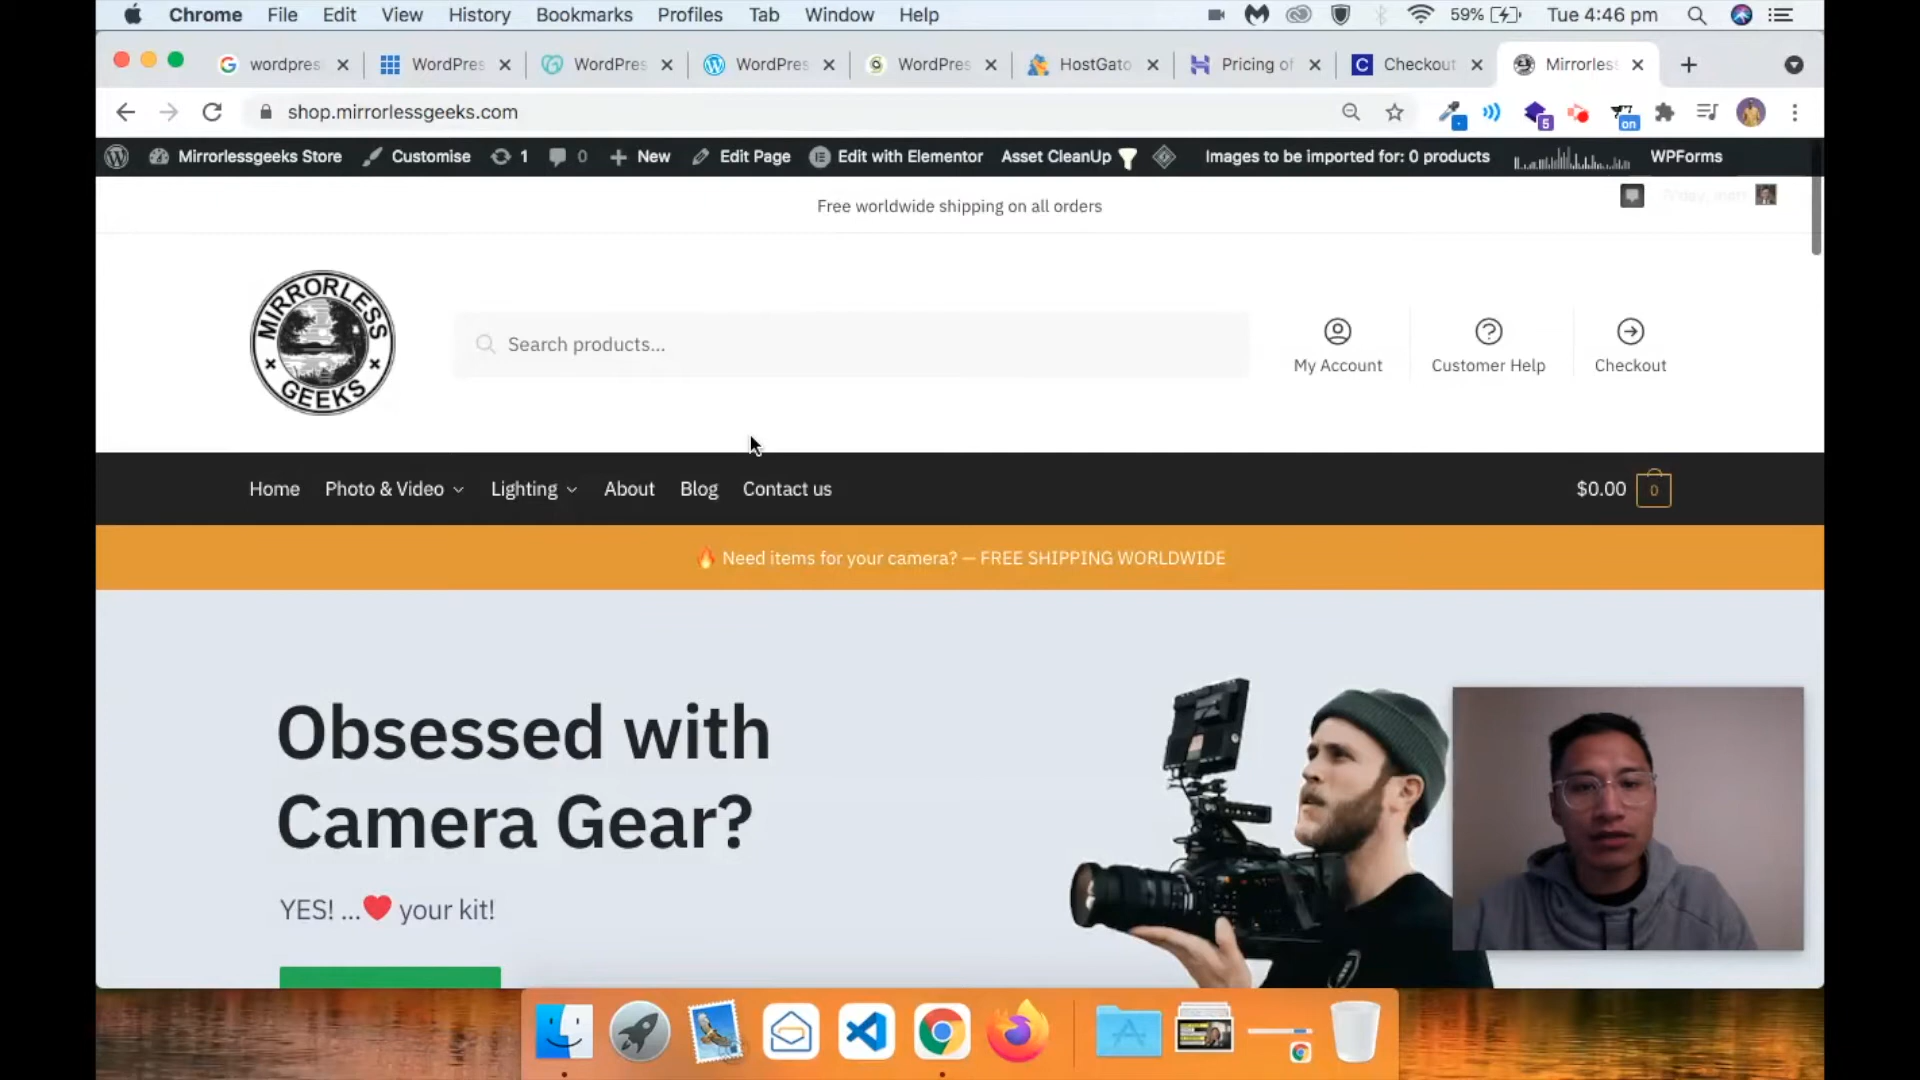 Chrome File Edit View History Bookmarks Profiles Tab Window Help 59% Tue 4:46 pm
wordpres WordPres WordPres WordPres WordPres HostGato Pricing of Checkout Mirrorless
shop.mirrorlessgeeks.com
5 on
Mirrorlessgeeks Store Customise 1 0 New Edit Page Edit with Elementor Asset CleanUp Images to be imported for: 0 products WPForms
Free worldwide shipping on all orders
MIRRORLESS
GEEKS
Search products...
My Account Customer Help Checkout
Home Photo & Video Lighting About Blog Contact us $0.00 0
🔥 Need items for your camera? — FREE SHIPPING WORLDWIDE
Obsessed with
Camera Gear?
YES! ...❤️ your kit!